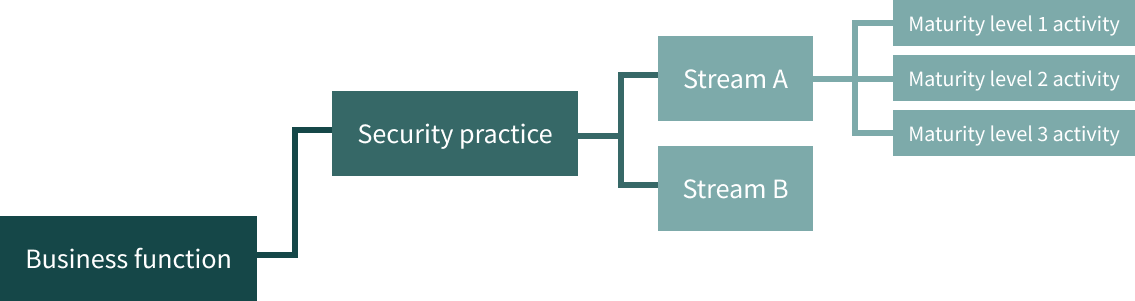 Business function
Security practice
Stream A
Stream B
Maturity level 1 activity
Maturity level 2 activity
Maturity level 3 activity